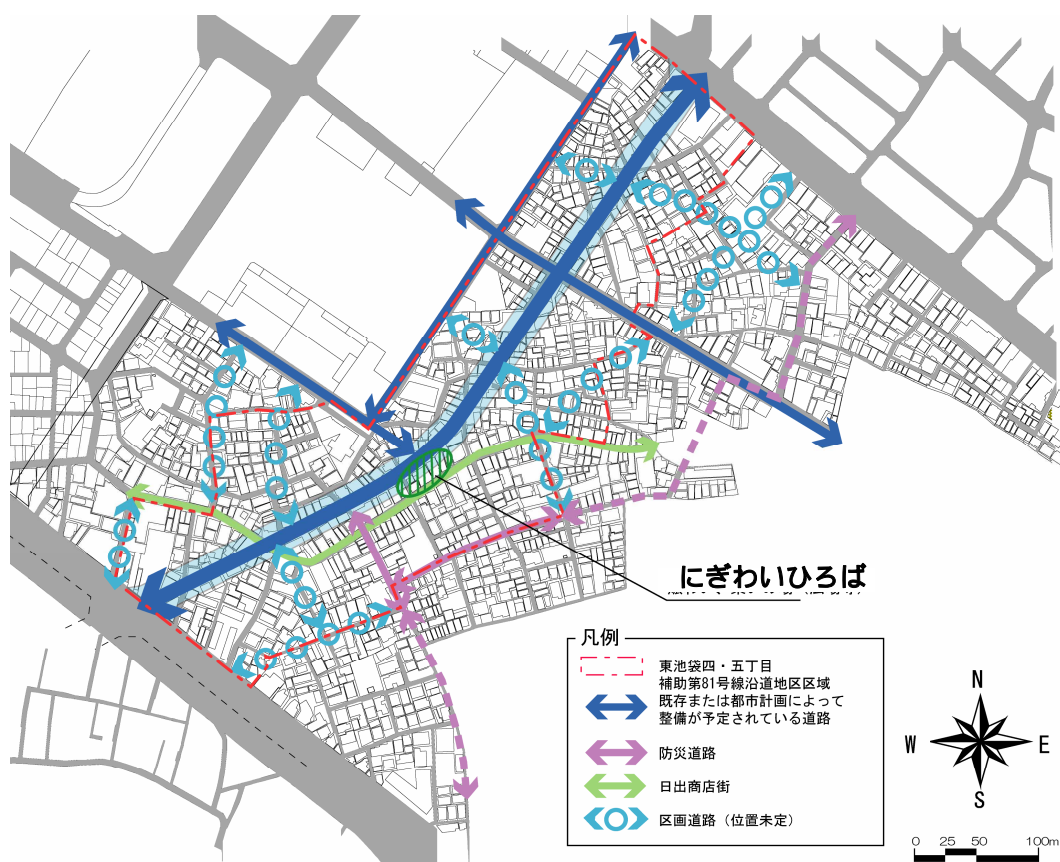 にぎわいひろば
凡例
東池袋四・五丁目
補助第81号線沿道地区区域
既存または都市計画によって
整備が予定されている道路
防災道路
日出商店街
区画道路（位置未定）
N
W
E
S
0 25 50 100m